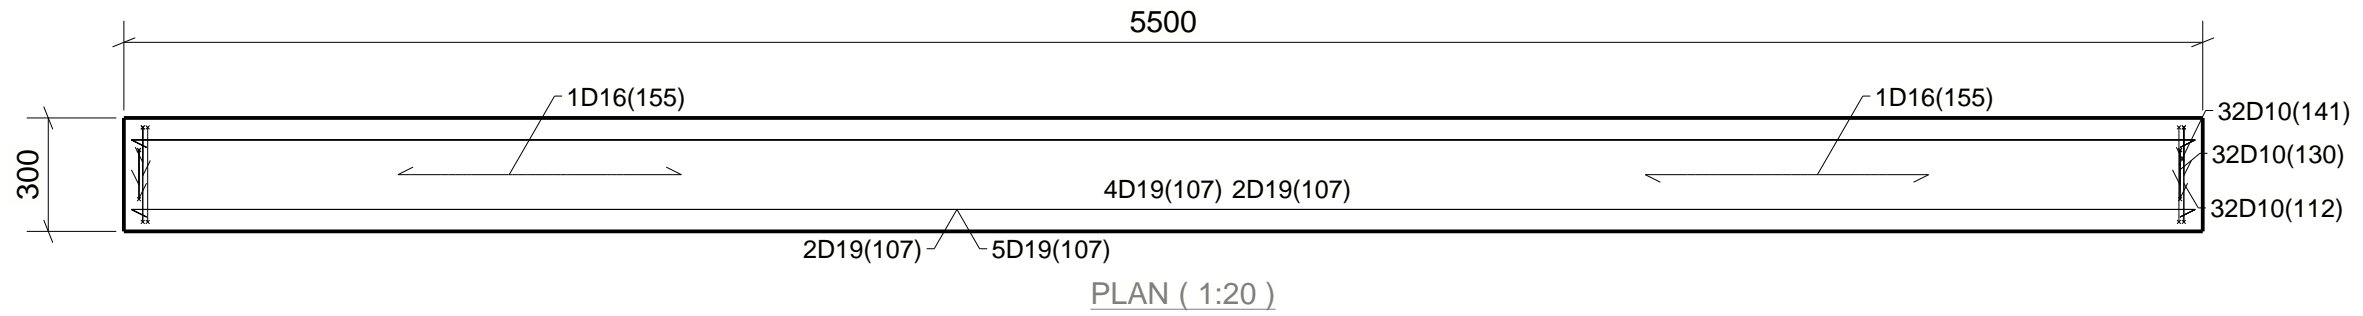 5500
1D16(155)
1D16(155)
32D10(141)
300
32D10(130)
4D19(107) 2D19(107)
32D10(112)
2D19(107)
5D19(107)
PLAN ( 1:20 )